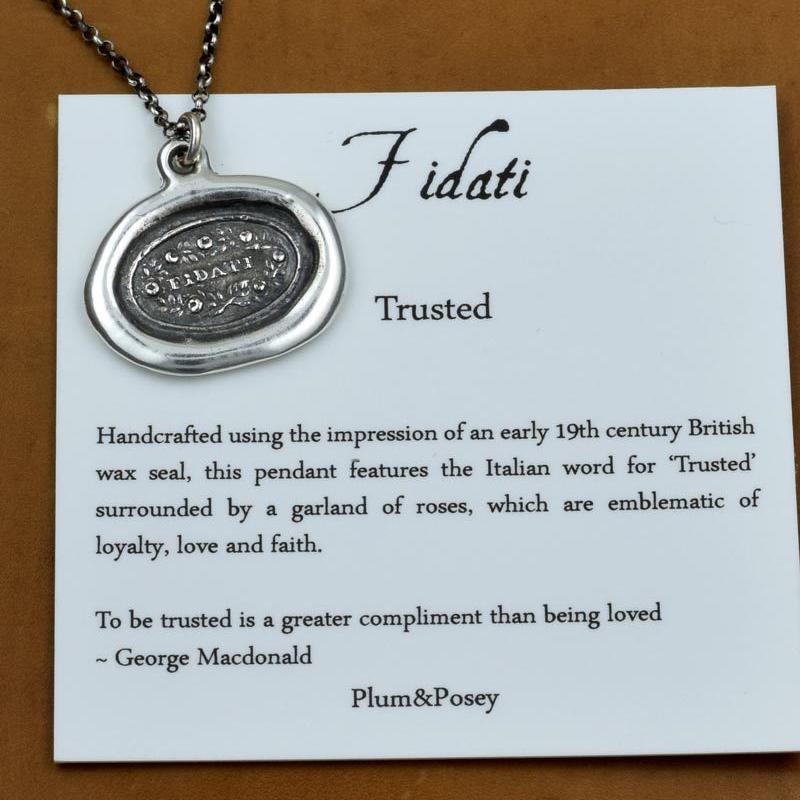 Fidati
FIDATI
Trusted
Handcrafted using the impression of an early 19th century British
wax seal, this pendant features the Italian word for ‘Trusted’
surrounded by a garland of roses, which are emblematic of
loyalty, love and faith.
To be trusted is a greater compliment than being loved
~ George Macdonald
Plum&Posey